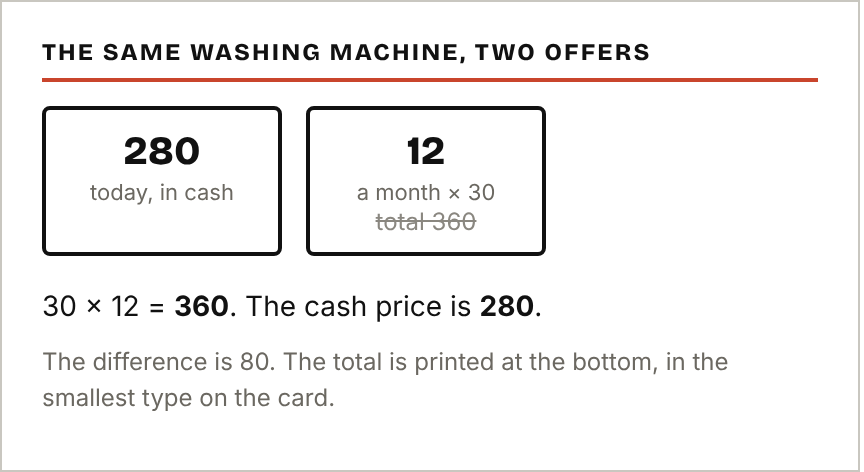 THE SAME WASHING MACHINE, TWO OFFERS
280
today, in cash
12
a month × 30
total 360
30 × 12 = 360. The cash price is 280.
The difference is 80. The total is printed at the bottom, in the
smallest type on the card.